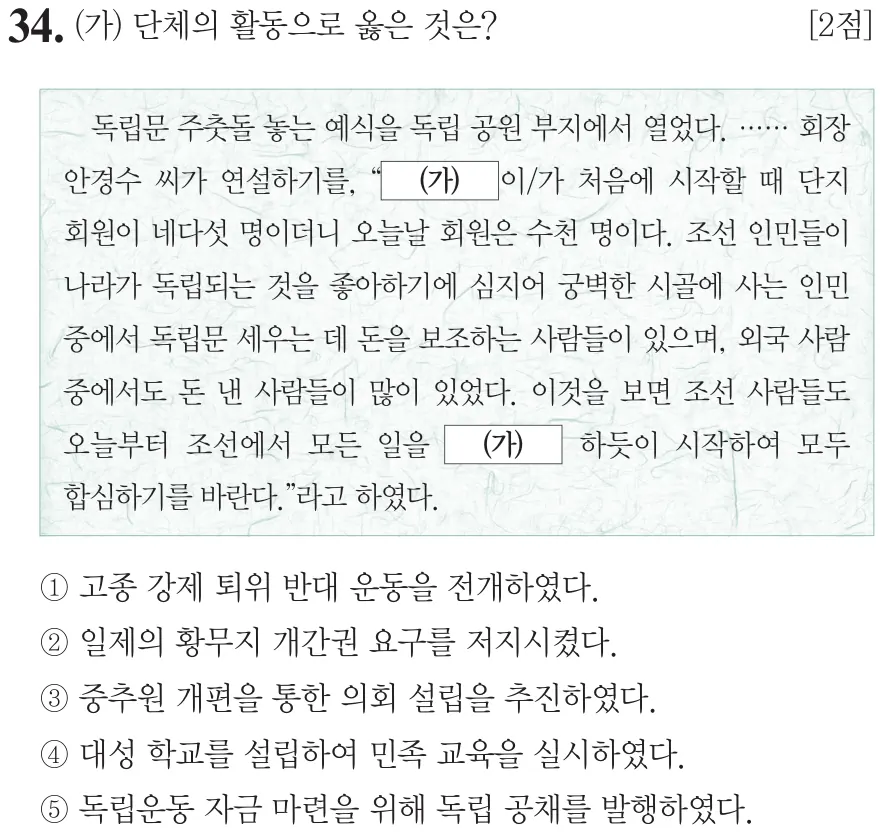 34. (가) 단체의 활동으로 옳은 것은? [2점]
독립문 주춧돌 놓는 예식을 독립 공원 부지에서 열었다. …… 회장
안경수 씨가 연설하기를, “ (가) 이/가 처음에 시작할 때 단지
회원이 네다섯 명이더니 오늘날 회원은 수천 명이다. 조선 인민들이
나라가 독립되는 것을 좋아하기에 심지어 궁벽한 시골에 사는 인민
중에서 독립문 세우는 데 돈을 보조하는 사람들이 있으며, 외국 사람
중에서도 돈 낸 사람들이 많이 있었다. 이것을 보면 조선 사람들도
오늘부터 조선에서 모든 일을 (가) 하듯이 시작하여 모두
합심하기를 바란다.”라고 하였다.
① 고종 강제 퇴위 반대 운동을 전개하였다.
② 일제의 황무지 개간권 요구를 저지시켰다.
③ 중추원 개편을 통한 의회 설립을 추진하였다.
④ 대성 학교를 설립하여 민족 교육을 실시하였다.
⑤ 독립운동 자금 마련을 위해 독립 공채를 발행하였다.